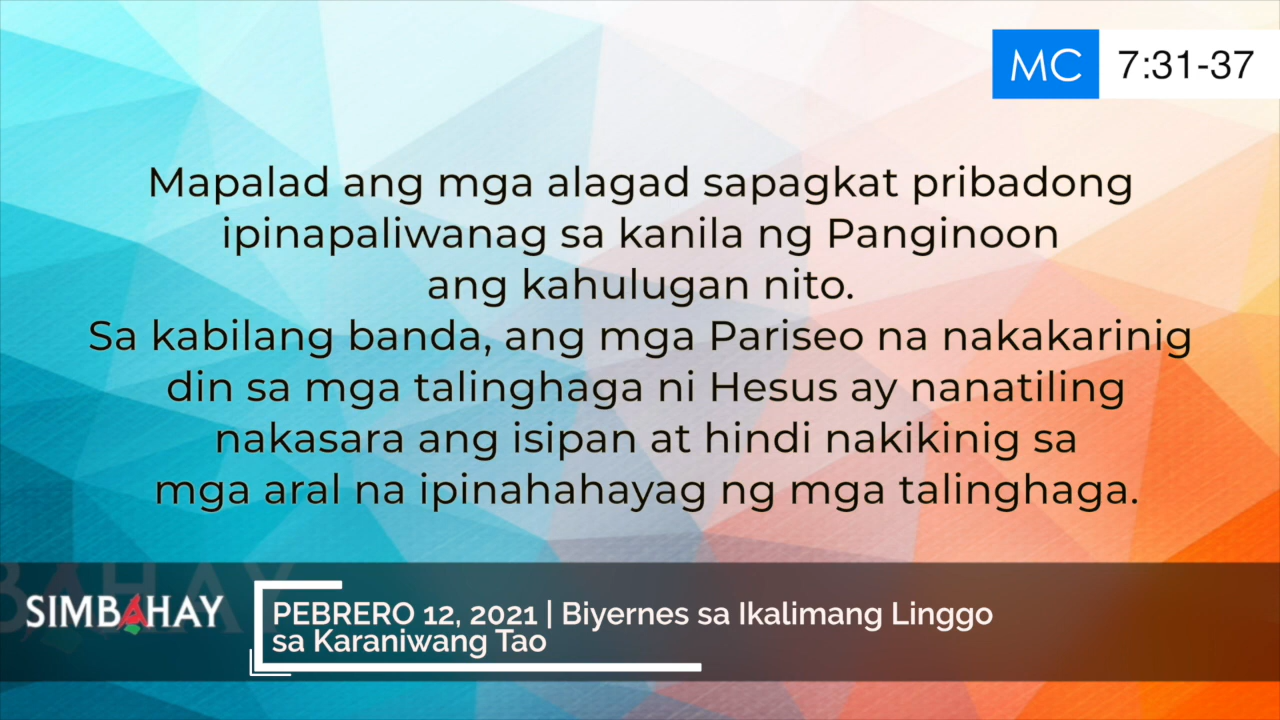 MC 7:31-37
Mapalad ang mga alagad sapagkat pribadong
ipinapaliwanag sa kanila ng Panginoon
ang kahulugan nito.
Sa kabilang banda, ang mga Pariseo na nakakarinig
din sa mga talinghaga ni Hesus ay nanatiling
nakasara ang isipan at hindi nakikinig sa
mga aral na ipinahahayag ng mga talinghaga.
SIMBAHAY
PEBRERO 12, 2021 | Biyernes sa Ikalimang Linggo
sa Karaniwang Tao